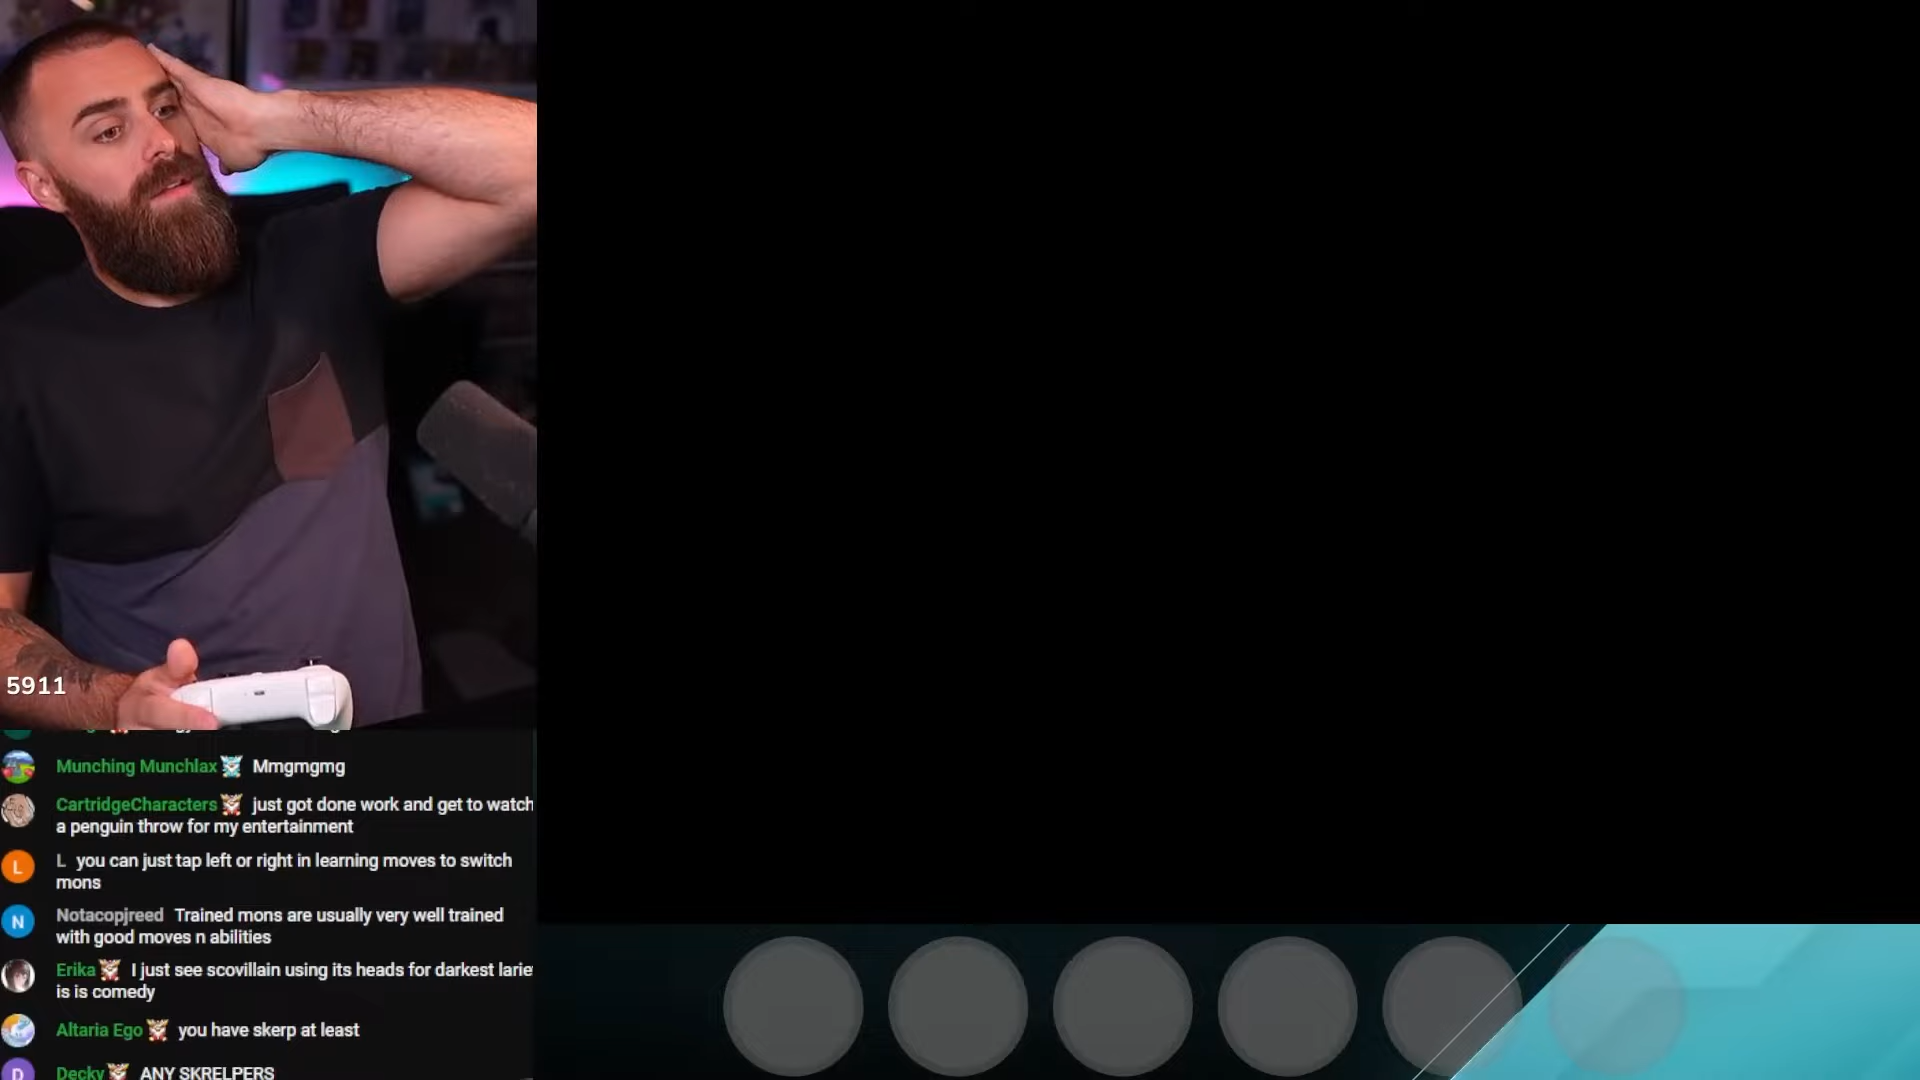 5911
Munching Munchlax Mmgmgmg
CartridgeCharacters just got done work and get to watch
a penguin throw for my entertainment
L you can just tap left or right in learning moves to switch
mons
Notacopjreed Trained mons are usually very well trained
with good moves n abilities
Erika I just see scovillain using its heads for darkest larie
is is comedy
Altaria Ego you have skerp at least
Decky ANY SKRELPERS
L
N
D